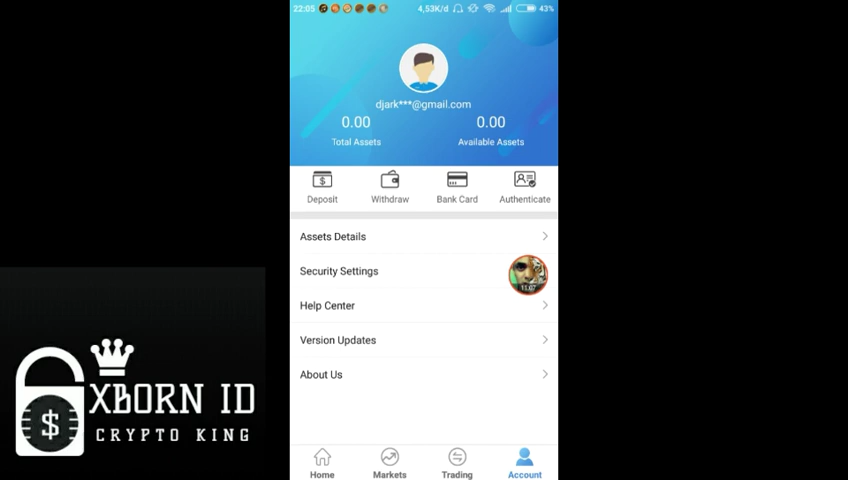 22:05 4,53K/d 43%
djark***@gmail.com
0.00 0.00
Total Assets Available Assets
Deposit Withdraw Bank Card Authenticate
Assets Details
Security Settings
11:07
Help Center
Version Updates
About Us
XBORN ID
CRYPTO KING
Home Markets Trading Account